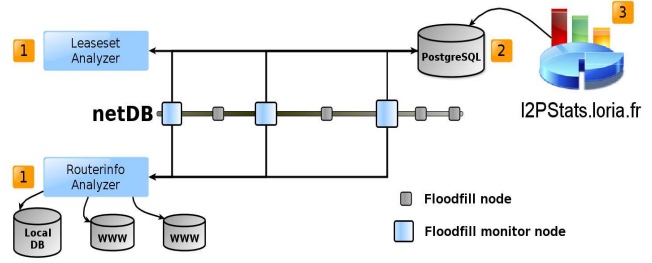 1
Leaseset
Analyzer
PostgreSQL
2
3
I2PStats.loria.fr
netDB
1
Routerinfo
Analyzer
Local
DB
WWW
WWW
Floodfill node
Floodfill monitor node